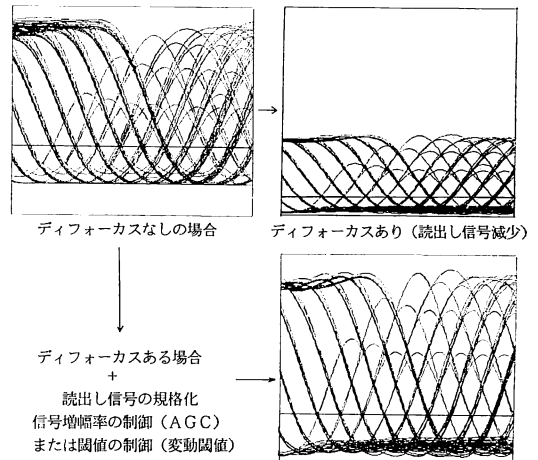 ディフォーカスなしの場合
ディフォーカスあり（読出し信号減少）
ディフォーカスある場合
+
読出し信号の規格化
信号増幅率の制御（ＡＧＣ）
または閾値の制御（変動閾値）